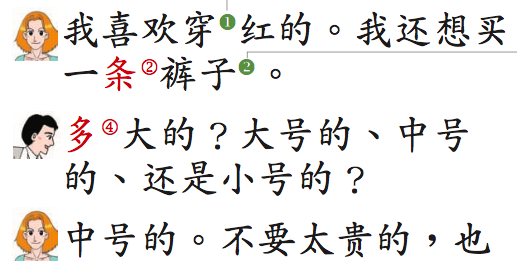 我喜欢穿❶红的。我还想买
一条②裤子❷。
多④大的？大号的、中号
的、还是小号的？
中号的。不要太贵的，也